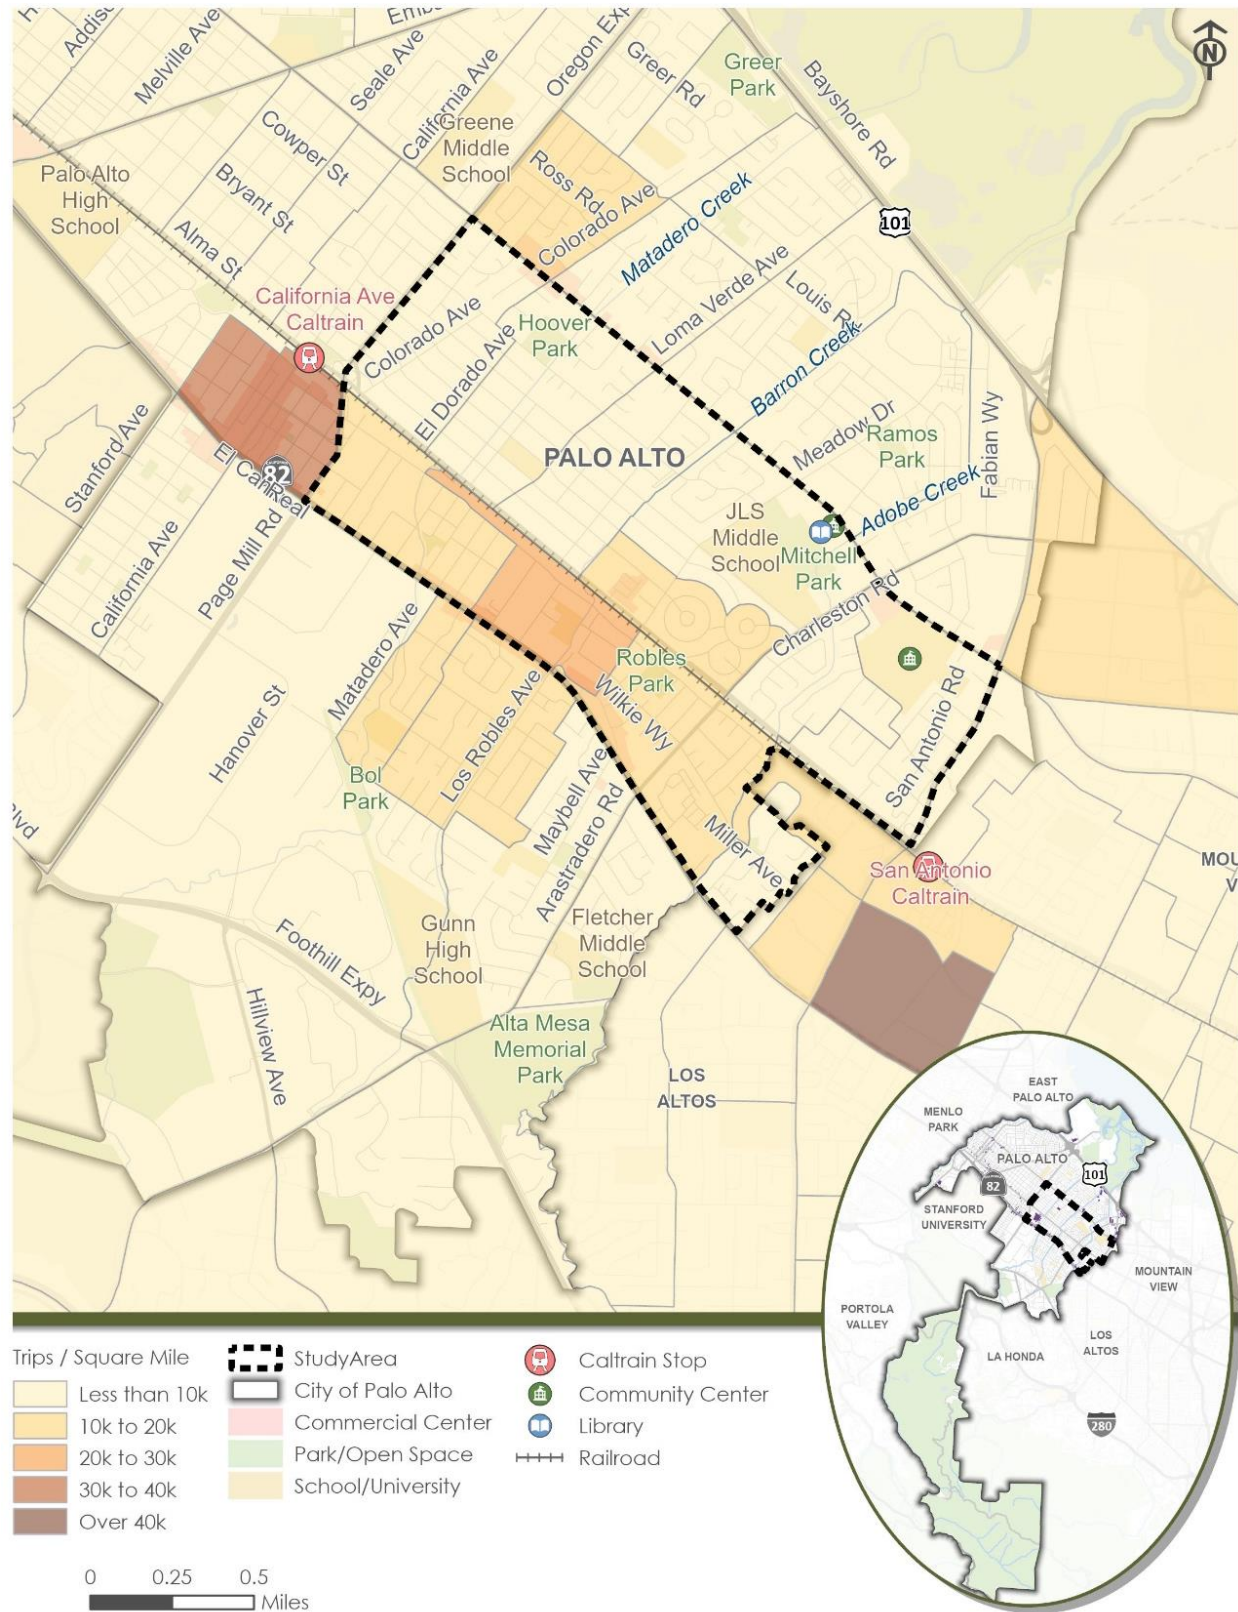 Addis
Melville Ave
Emb
Seale Ave
California Ave
Oregon Exp
Greer Rd
Greer
Park
Bayshore Rd
N
Cowper St
Greene
Middle
School
Bryant St
Ross Rd
Palo Alto
High
School
Colorado Ave
Matadero Creek
101
Alma St
California Ave
Caltrain
Loma Verde Ave
Louis R
Hoover
Park
Colorado Ave
El Dorado Ave
Barron Creek
Fabian Wy
Meadow Dr
Ramos
Park
Stanford Ave
El Cam
Real
82
PALO ALTO
Adobe Creek
JLS
Middle
School
Mitchell
Park
California Ave
Page Mill Rd
Charleston Rd
Matadero Ave
Robles
Park
Wilkie Wy
San Antonio Rd
Hanover St
Los Robles Ave
Bol
Park
Maybell Ave
Arastradero Rd
Miller Ave
lvd
San Antonio
Caltrain
MOU
V
Gunn
High
School
Fletcher
Middle
School
Foothill Expy
Hillview Ave
Alta Mesa
Memorial
Park
LOS
ALTOS
EAST
PALO ALTO
MENLO
PARK
PALO ALTO
101
82
STANFORD
UNIVERSITY
MOUNTAIN
VIEW
PORTOLA
VALLEY
LOS
ALTOS
LA HONDA
280
Trips / Square Mile
Less than 10k
10k to 20k
20k to 30k
30k to 40k
Over 40k
StudyArea
City of Palo Alto
Commercial Center
Park/Open Space
School/University
Caltrain Stop
Community Center
Library
Railroad
0 0.25 0.5
Miles